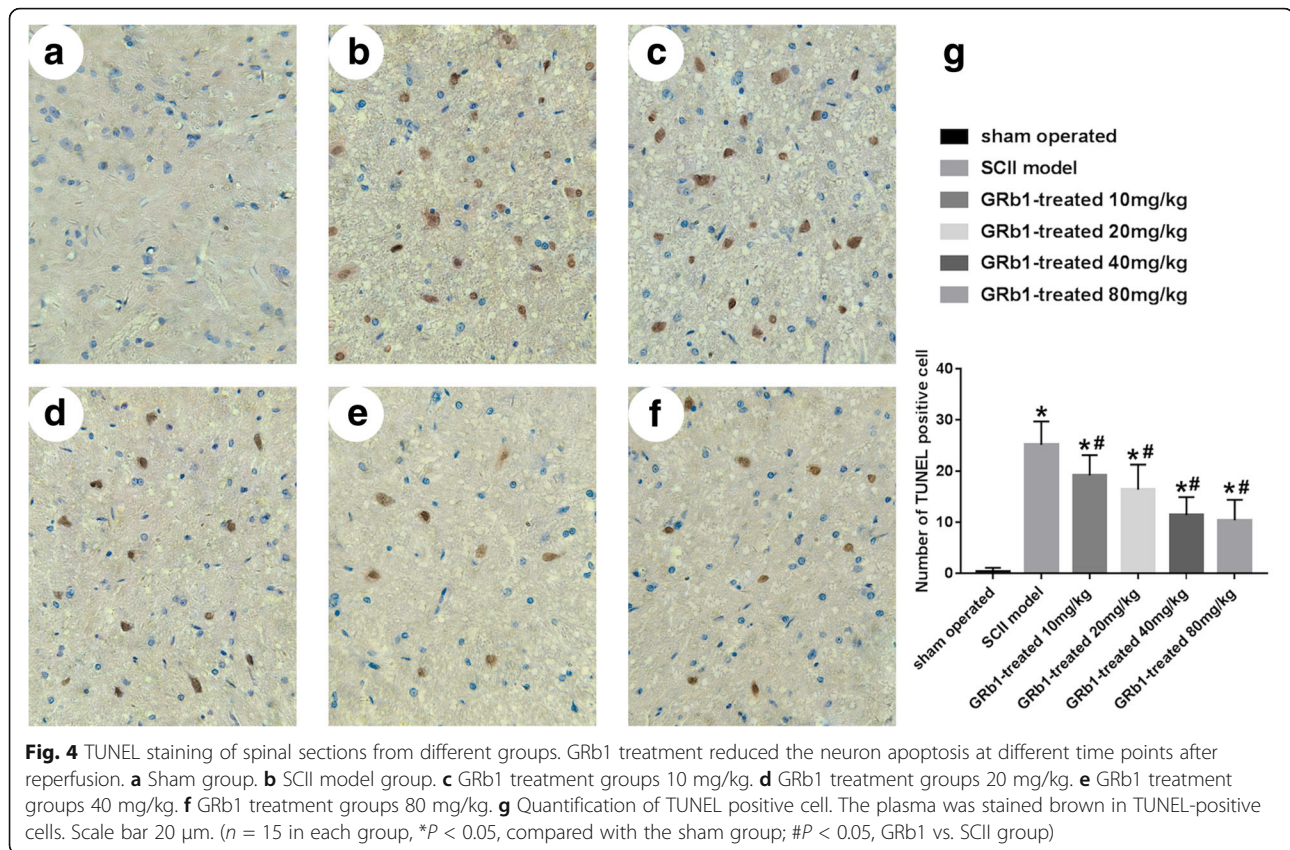 a
b
c
g
sham operated
SCII model
GRb1-treated 10mg/kg
GRb1-treated 20mg/kg
GRb1-treated 40mg/kg
GRb1-treated 80mg/kg
d
e
f
Number of TUNEL positive cell
40
30
20
10
0
*
*#
*#
*#
*#
sham operated
SCII model
GRb1-treated 10mg/kg
GRb1-treated 20mg/kg
GRb1-treated 40mg/kg
GRb1-treated 80mg/kg
Fig. 4 TUNEL staining of spinal sections from different groups. GRb1 treatment reduced the neuron apoptosis at different time points after
reperfusion. a Sham group. b SCII model group. c GRb1 treatment groups 10 mg/kg. d GRb1 treatment groups 20 mg/kg. e GRb1 treatment
groups 40 mg/kg. f GRb1 treatment groups 80 mg/kg. g Quantification of TUNEL positive cell. The plasma was stained brown in TUNEL-positive
cells. Scale bar 20 μm. (n = 15 in each group, *P < 0.05, compared with the sham group; #P < 0.05, GRb1 vs. SCII group)